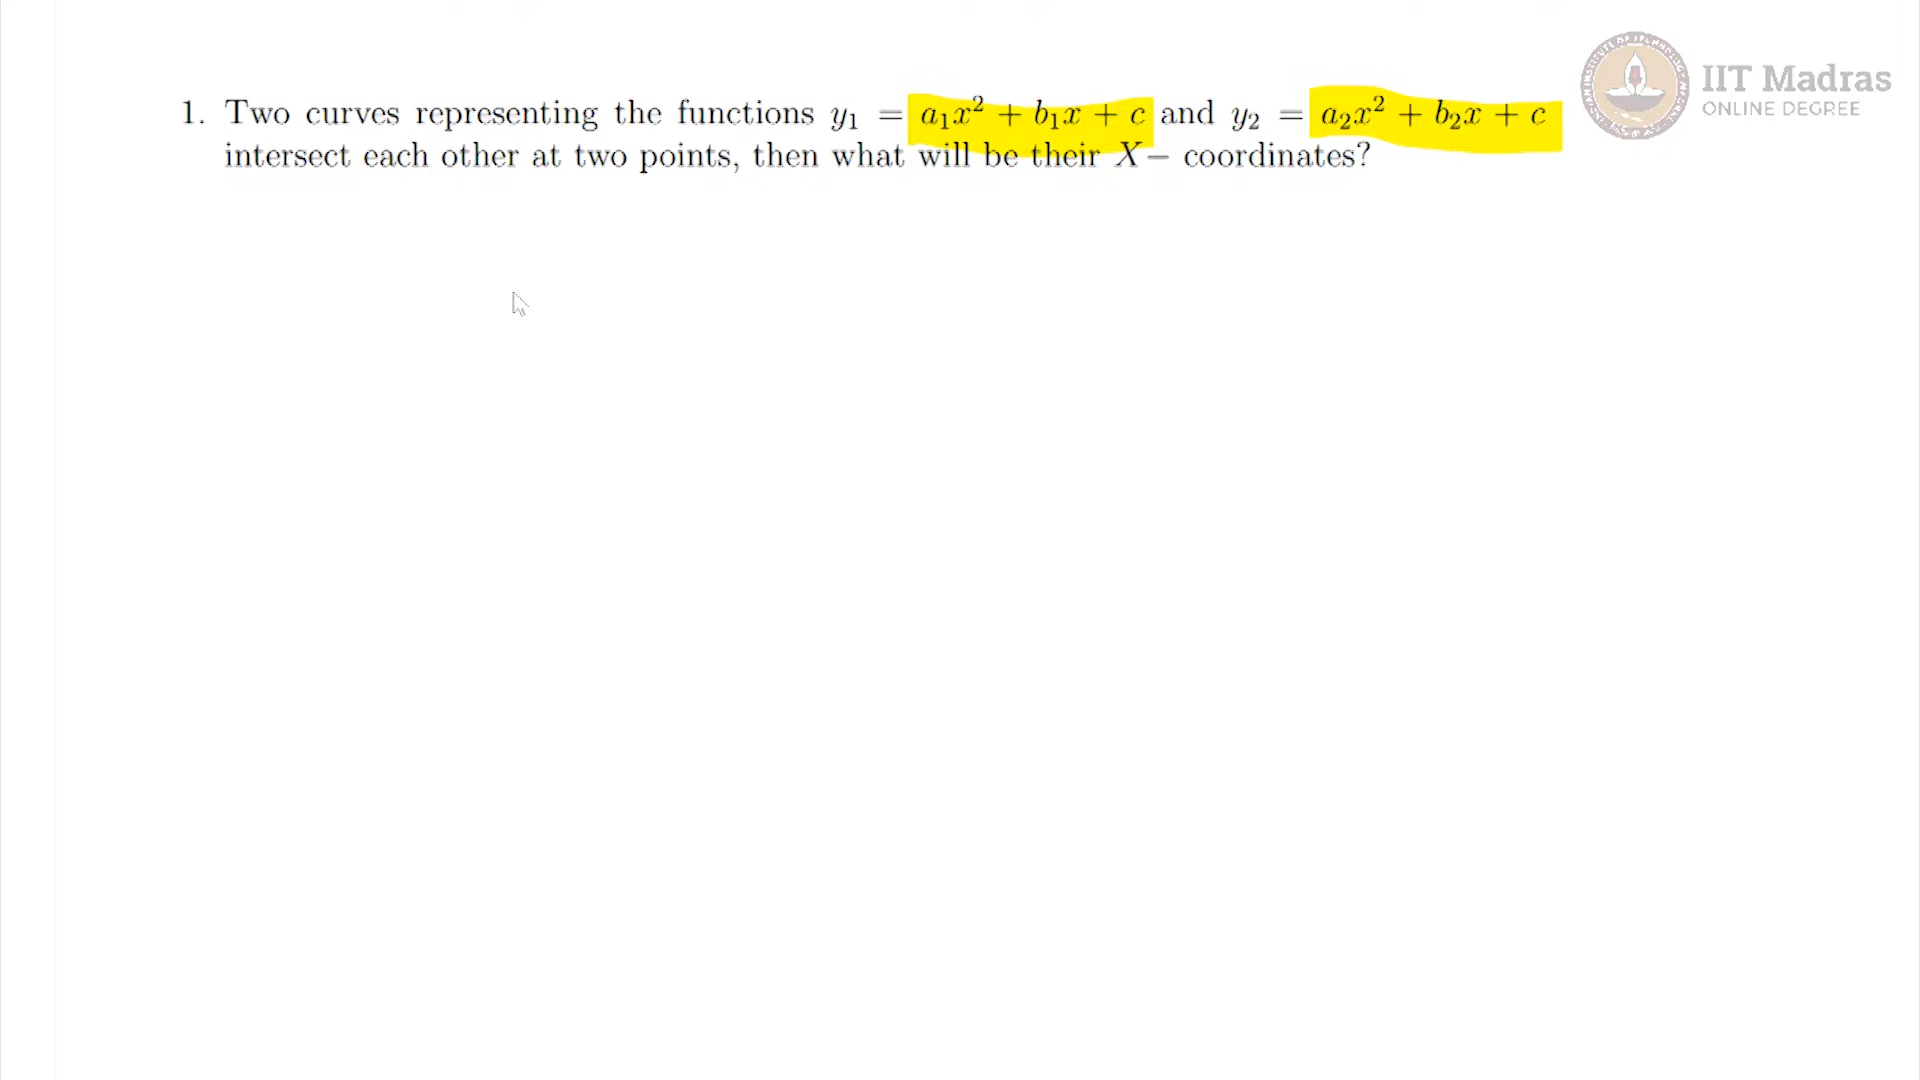 IIT Madras
ONLINE DEGREE
1. Two curves representing the functions y₁ = a₁x² + b₁x + c and y₂ = a₂x² + b₂x + c
intersect each other at two points, then what will be their X− coordinates?